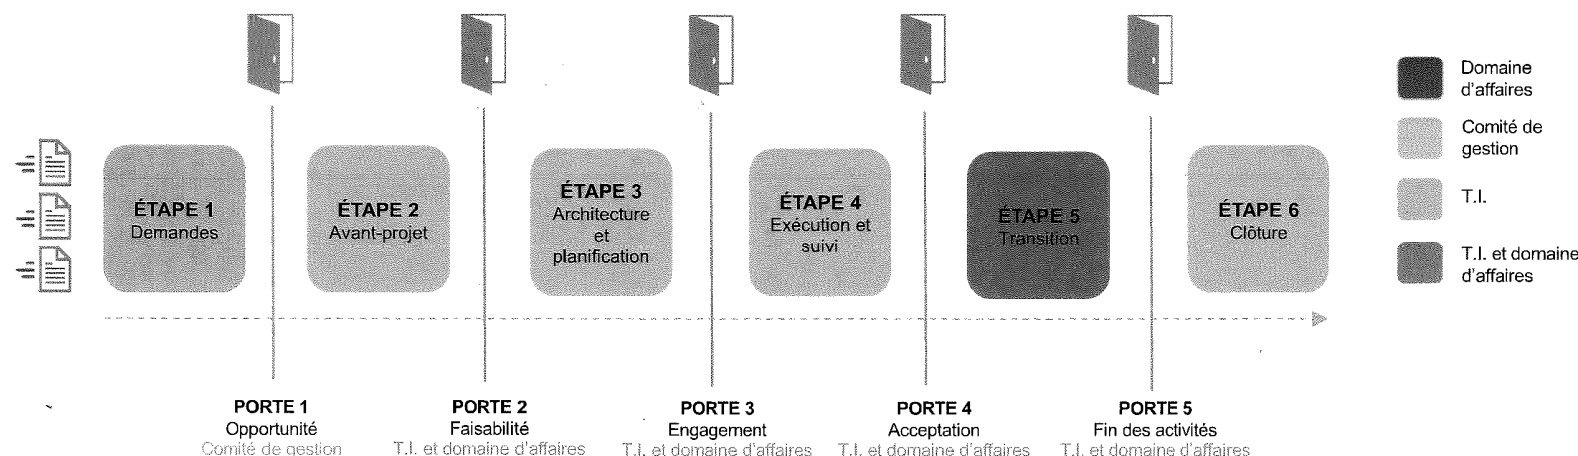 ÉTAPE 1
Demandes
ÉTAPE 2
Avant-projet
ÉTAPE 3
Architecture
et
planification
ÉTAPE 4
Exécution et
suivi
ÉTAPE 5
Transition
ÉTAPE 6
Clôture
Domaine
d'affaires
Comité de
gestion
T.I.
T.I. et domaine
d'affaires
PORTE 1
Opportunité
Comité de gestion
PORTE 2
Faisabilité
T.I. et domaine d'affaires
PORTE 3
Engagement
T.I. et domaine d'affaires
PORTE 4
Acceptation
T.I. et domaine d'affaires
PORTE 5
Fin des activités
T.I. et domaine d'affaires